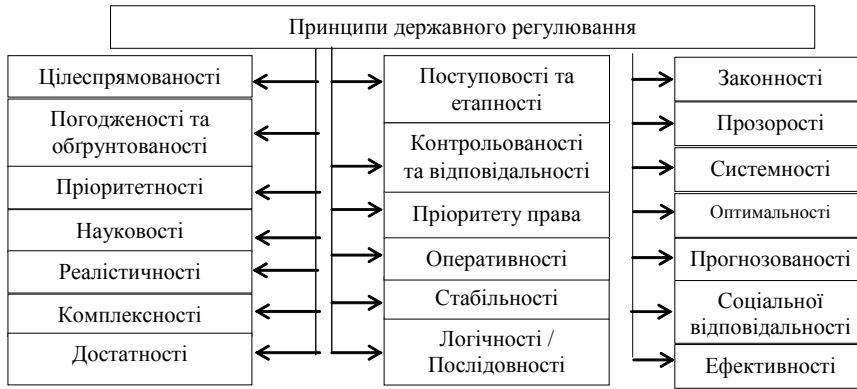 Принципи державного регулювання
Цілеспрямованості
Погодженості та
обґрунтованості
Пріоритетності
Науковості
Реалістичності
Комплексності
Достатності
Поступовості та
етапності
Контрольованості
та відповідальності
Пріоритету права
Оперативності
Стабільності
Логічності /
Послідовності
Законності
Прозорості
Системності
Оптимальності
Прогнозованості
Соціальної
відповідальності
Ефективності